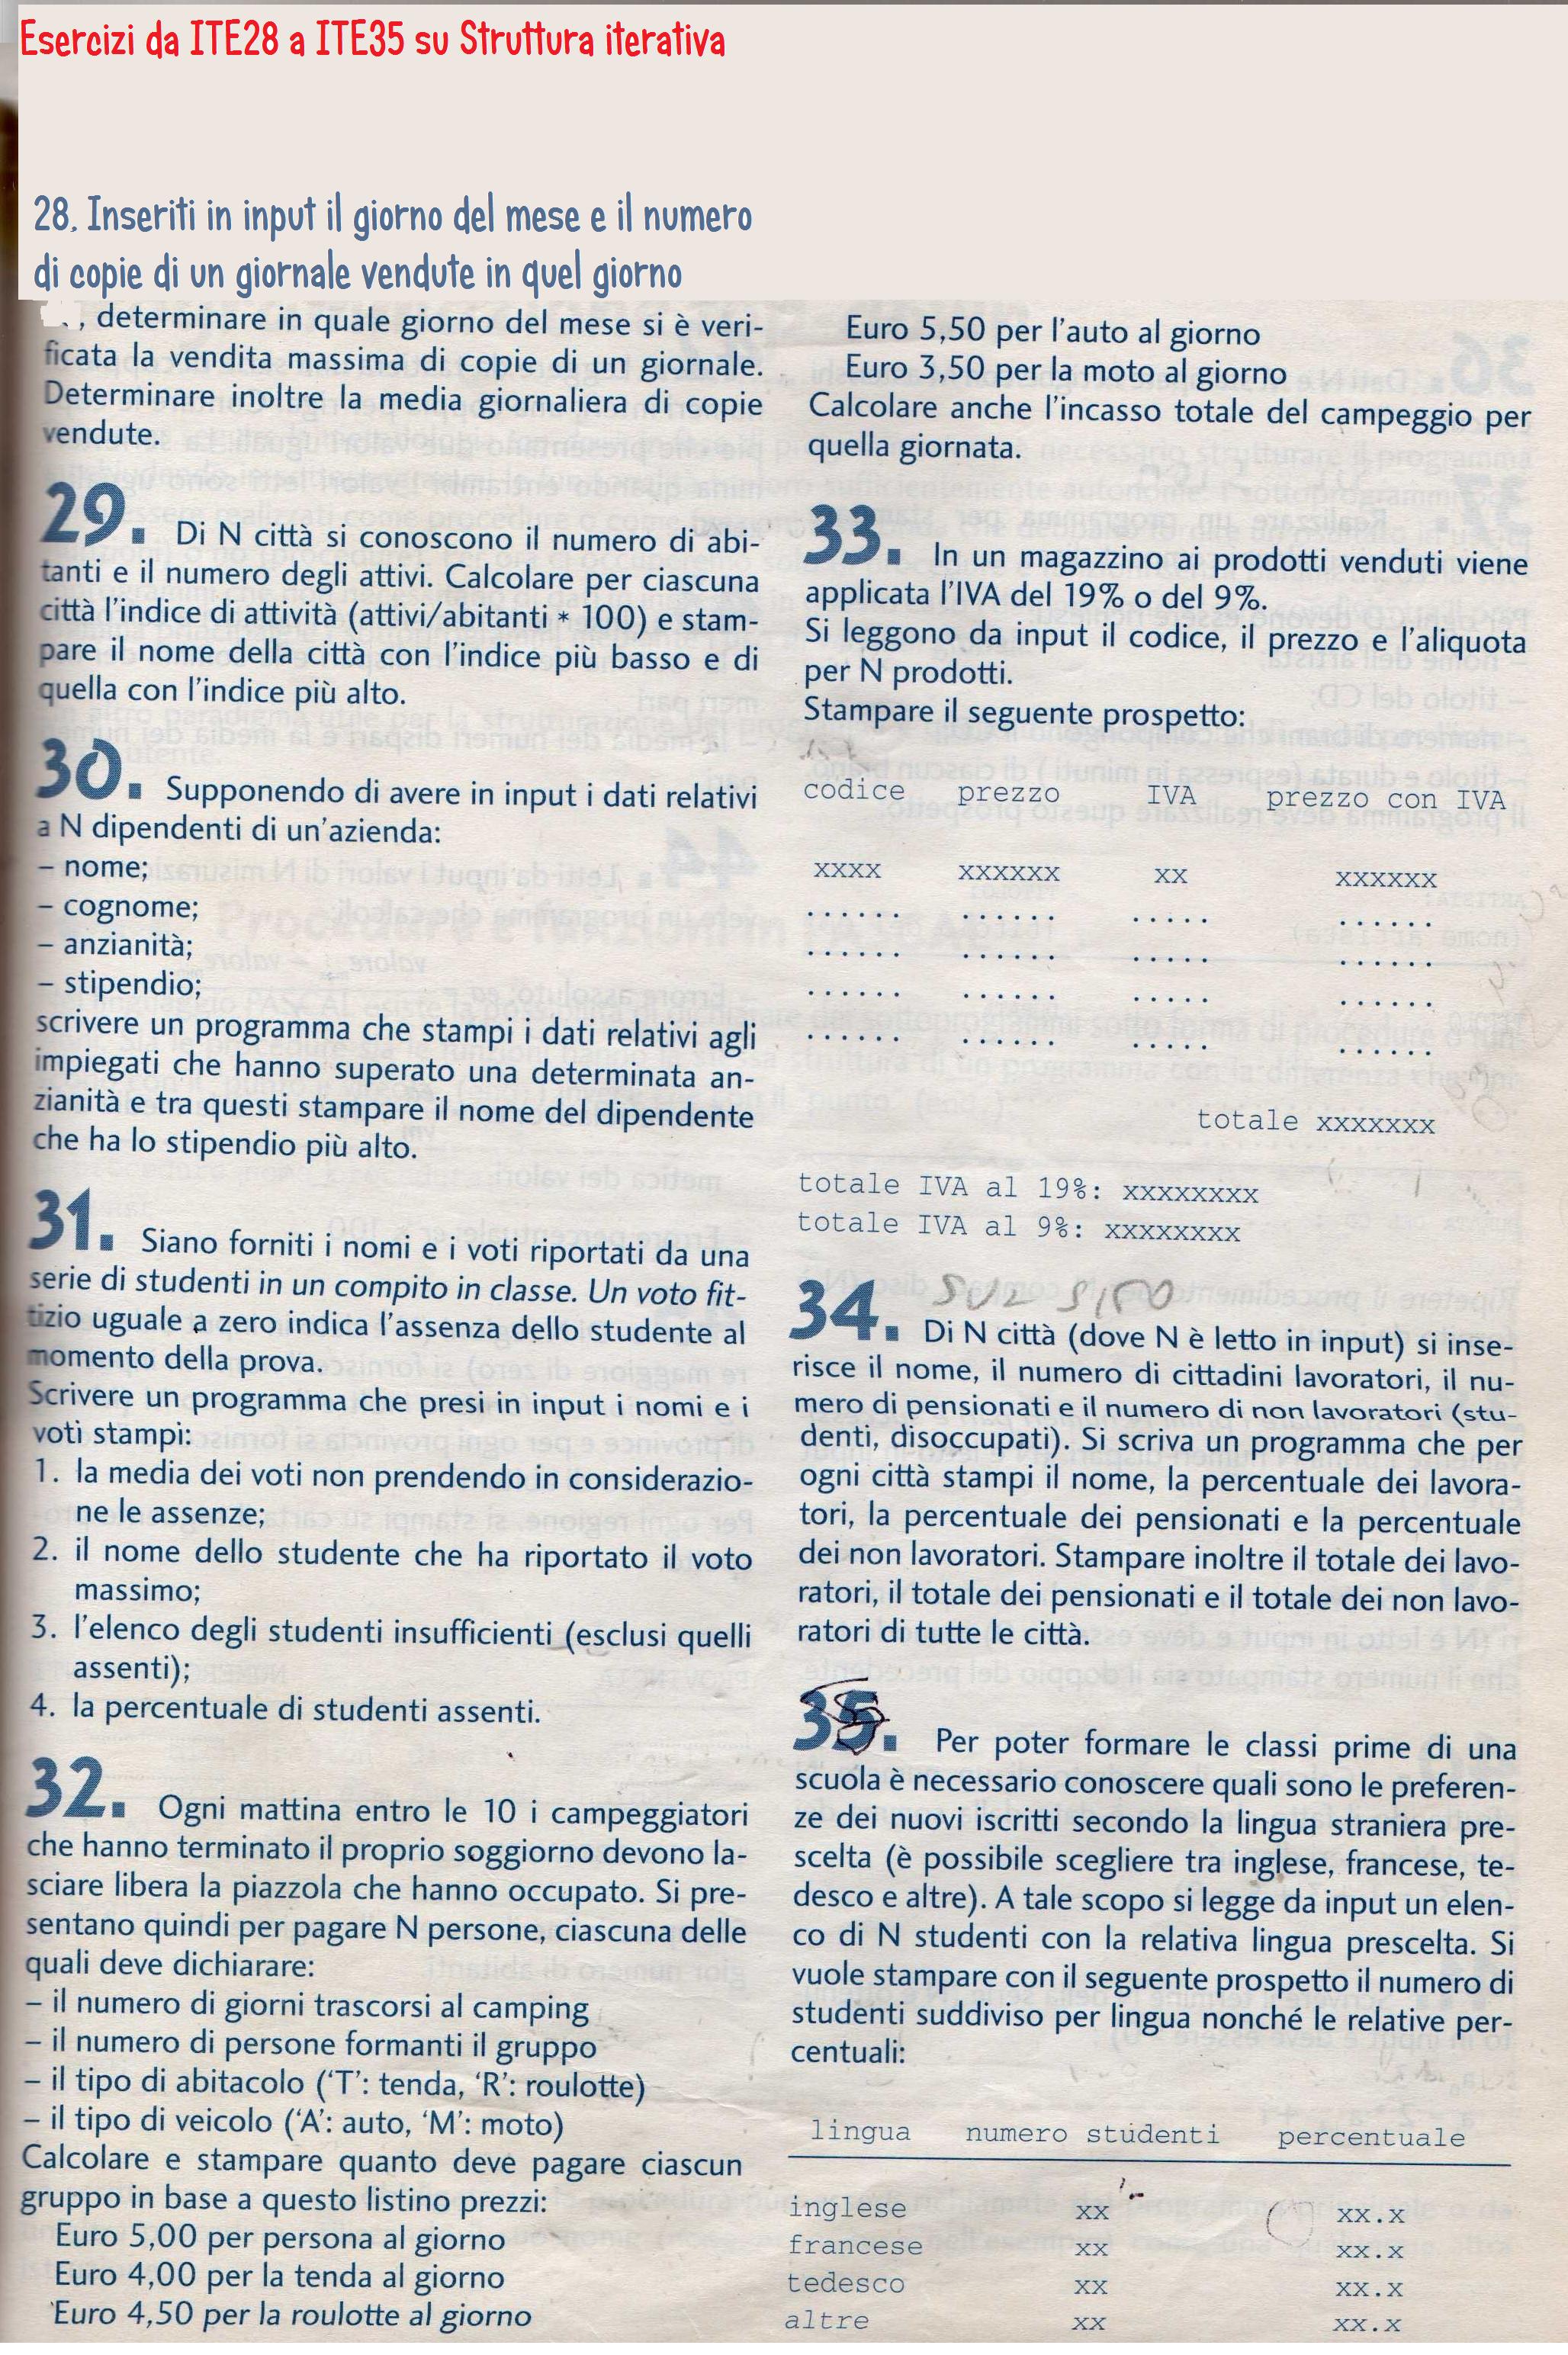 Esercizi da ITE28 a ITE35 su Struttura iterativa
28. Inseriti in input il giorno del mese e il numero
di copie di un giornale vendute in quel giorno
, determinare in quale giorno del mese si è veri-
ficata la vendita massima di copie di un giornale.
Determinare inoltre la media giornaliera di copie
vendute.
29. Di N città si conoscono il numero di abi-
tanti e il numero degli attivi. Calcolare per ciascuna
città l'indice di attività (attivi/abitanti * 100) e stam-
pare il nome della città con l'indice più basso e di
quella con l'indice più alto.
30. Supponendo di avere in input i dati relativi
a N dipendenti di un'azienda:
– nome;
– cognome;
– anzianità;
– stipendio;
scrivere un programma che stampi i dati relativi agli
impiegati che hanno superato una determinata an-
zianità e tra questi stampare il nome del dipendente
che ha lo stipendio più alto.
31. Siano forniti i nomi e i voti riportati da una
serie di studenti in un compito in classe. Un voto fit-
tizio uguale a zero indica l'assenza dello studente al
momento della prova.
Scrivere un programma che presi in input i nomi e i
voti stampi:
1. la media dei voti non prendendo in considerazio-
ne le assenze;
2. il nome dello studente che ha riportato il voto
massimo;
3. l'elenco degli studenti insufficienti (esclusi quelli
assenti);
4. la percentuale di studenti assenti.
32. Ogni mattina entro le 10 i campeggiatori
che hanno terminato il proprio soggiorno devono la-
sciare libera la piazzola che hanno occupato. Si pre-
sentano quindi per pagare N persone, ciascuna delle
quali deve dichiarare:
– il numero di giorni trascorsi al camping
– il numero di persone formanti il gruppo
– il tipo di abitacolo ('T': tenda, 'R': roulotte)
– il tipo di veicolo ('A': auto, 'M': moto)
Calcolare e stampare quanto deve pagare ciascun
gruppo in base a questo listino prezzi:
Euro 5,00 per persona al giorno
Euro 4,00 per la tenda al giorno
Euro 4,50 per la roulotte al giorno
Euro 5,50 per l'auto al giorno
Euro 3,50 per la moto al giorno
Calcolare anche l'incasso totale del campeggio per
quella giornata.
33. In un magazzino ai prodotti venduti viene
applicata l'IVA del 19% o del 9%.
Si leggono da input il codice, il prezzo e l'aliquota
per N prodotti.
Stampare il seguente prospetto:
codice prezzo IVA prezzo con IVA
xxxx xxxxxx xx xxxxxx
...... ...... ..... ......
...... ...... ..... ......
...... ...... ..... ......
...... ...... ..... ......
totale xxxxxxx
totale IVA al 19%: xxxxxxxx
totale IVA al 9%: xxxxxxxx
SUL SITO
34. Di N città (dove N è letto in input) si inse-
risce il nome, il numero di cittadini lavoratori, il nu-
mero di pensionati e il numero di non lavoratori (stu-
denti, disoccupati). Si scriva un programma che per
ogni città stampi il nome, la percentuale dei lavora-
tori, la percentuale dei pensionati e la percentuale
dei non lavoratori. Stampare inoltre il totale dei lavo-
ratori, il totale dei pensionati e il totale dei non lavo-
ratori di tutte le città.
35. Per poter formare le classi prime di una
scuola è necessario conoscere quali sono le preferen-
ze dei nuovi iscritti secondo la lingua straniera pre-
scelta (è possibile scegliere tra inglese, francese, te-
desco e altre). A tale scopo si legge da input un elen-
co di N studenti con la relativa lingua prescelta. Si
vuole stampare con il seguente prospetto il numero di
studenti suddiviso per lingua nonché le relative per-
centuali:
lingua numero studenti percentuale
inglese xx xx.x
francese xx xx.x
tedesco xx xx.x
altre xx xx.x